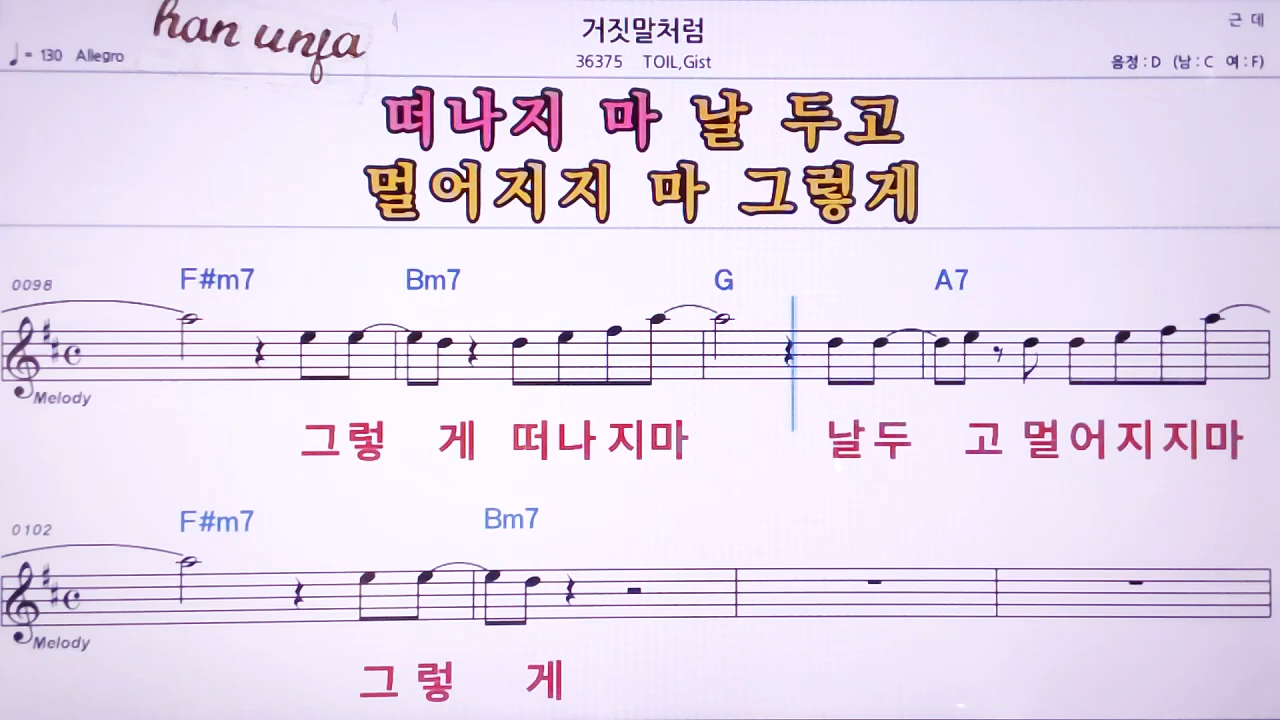 han unja
거짓말처럼
근 데
♩= 130 Allegro
36375 TOIL,Gist
음정 : D (남 : C 여 : F)
떠나지 마 날 두고
멀어지지 마 그렇게
0098 F#m7 Bm7 G A7
Melody
그렇 게 떠나지마 날두 고 멀어지지마
0102 F#m7 Bm7
Melody
그렇 게